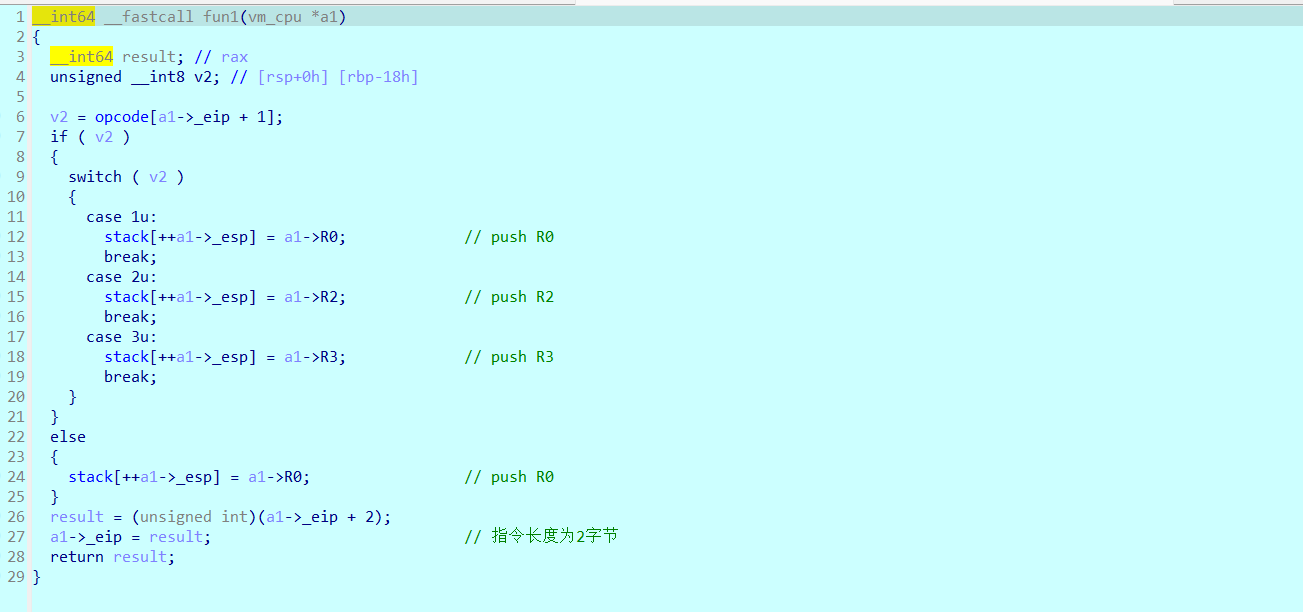 1 __int64 __fastcall fun1(vm_cpu *a1)
2 {
3   __int64 result; // rax
4   unsigned __int8 v2; // [rsp+0h] [rbp-18h]
5
6   v2 = opcode[a1->_eip + 1];
7   if ( v2 )
8   {
9     switch ( v2 )
10     {
11       case 1u:
12         stack[++a1->_esp] = a1->R0;             // push R0
13         break;
14       case 2u:
15         stack[++a1->_esp] = a1->R2;             // push R2
16         break;
17       case 3u:
18         stack[++a1->_esp] = a1->R3;             // push R3
19         break;
20     }
21   }
22   else
23   {
24     stack[++a1->_esp] = a1->R0;                 // push R0
25   }
26   result = (unsigned int)(a1->_eip + 2);
27   a1->_eip = result;                            // 指令长度为2字节
28   return result;
29 }